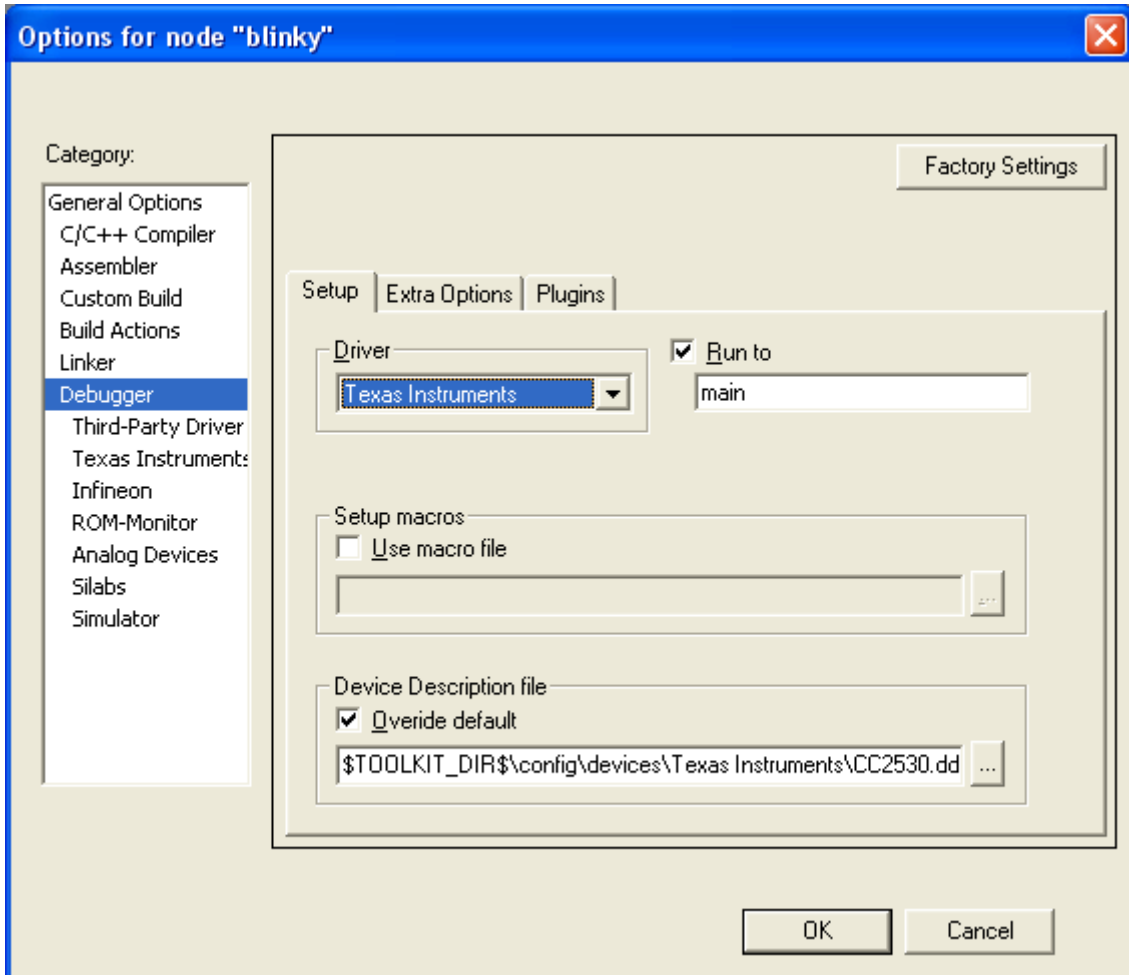 Options for node "blinky"
Category:
General Options
C/C++ Compiler
Assembler
Custom Build
Build Actions
Linker
Debugger
Third-Party Driver
Texas Instruments
Infineon
ROM-Monitor
Analog Devices
Silabs
Simulator
Factory Settings
Setup
Extra Options
Plugins
Driver
Texas Instruments
Run to
main
Setup macros
Use macro file
...
Device Description file
Overide default
$TOOLKIT_DIR$\config\devices\Texas Instruments\CC2530.dd
...
OK
Cancel